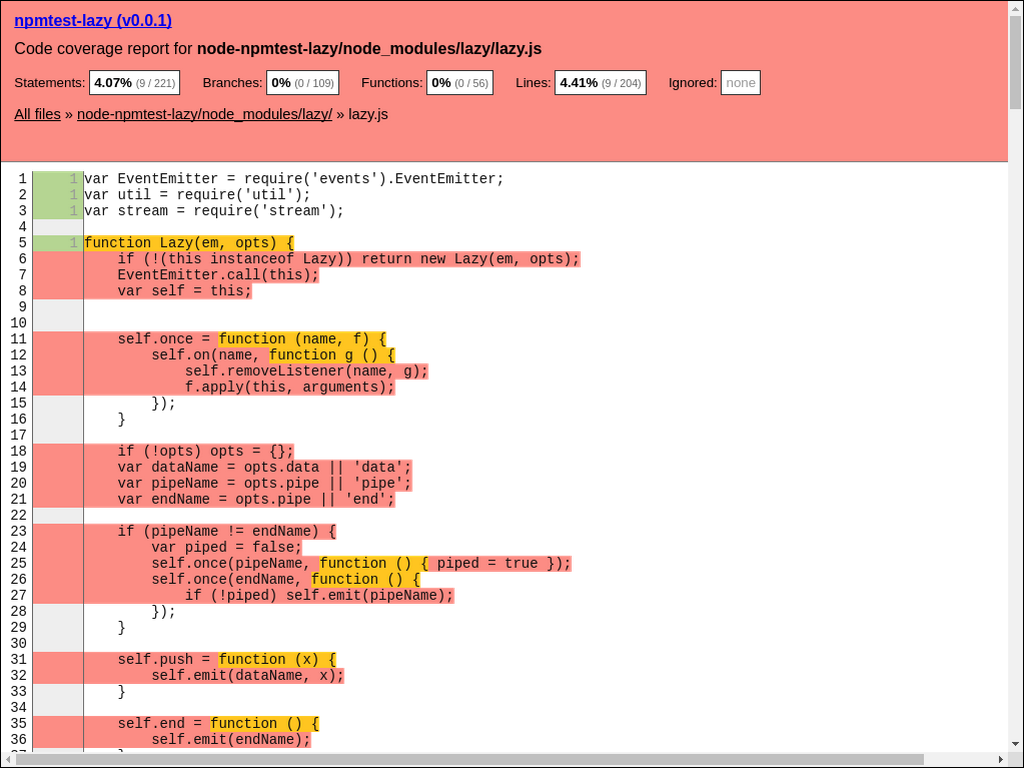 npmtest-lazy (v0.0.1)
Code coverage report for node-npmtest-lazy/node_modules/lazy/lazy.js
Statements: 4.07% (9 / 221) Branches: 0% (0 / 109) Functions: 0% (0 / 56) Lines: 4.41% (9 / 204) Ignored: none
All files » node-npmtest-lazy/node_modules/lazy/ » lazy.js
1 1 var EventEmitter = require('events').EventEmitter;
2 1 var util = require('util');
3 1 var stream = require('stream');
4
5 1 function Lazy(em, opts) {
6     if (!(this instanceof Lazy)) return new Lazy(em, opts);
7     EventEmitter.call(this);
8     var self = this;
9
10
11     self.once = function (name, f) {
12         self.on(name, function g () {
13             self.removeListener(name, g);
14             f.apply(this, arguments);
15         });
16     }
17
18     if (!opts) opts = {};
19     var dataName = opts.data || 'data';
20     var pipeName = opts.pipe || 'pipe';
21     var endName = opts.pipe || 'end';
22
23     if (pipeName != endName) {
24         var piped = false;
25         self.once(pipeName, function () { piped = true });
26         self.once(endName, function () {
27             if (!piped) self.emit(pipeName);
28         });
29     }
30
31     self.push = function (x) {
32         self.emit(dataName, x);
33     }
34
35     self.end = function () {
36         self.emit(endName);